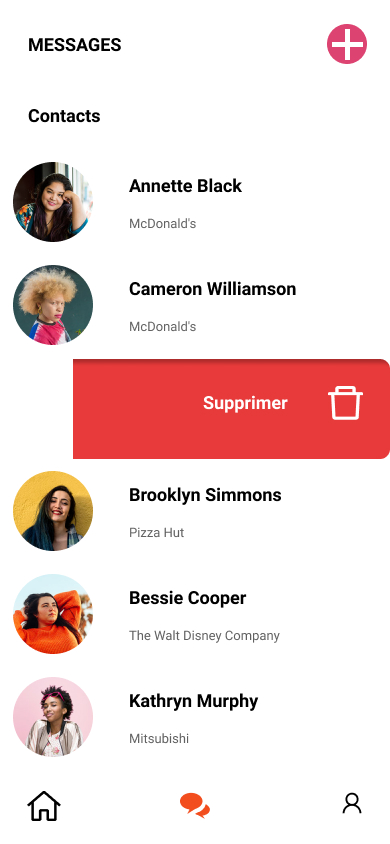 MESSAGES
Contacts
Annette Black
McDonald's
Cameron Williamson
McDonald's
Supprimer
Brooklyn Simmons
Pizza Hut
Bessie Cooper
The Walt Disney Company
Kathryn Murphy
Mitsubishi